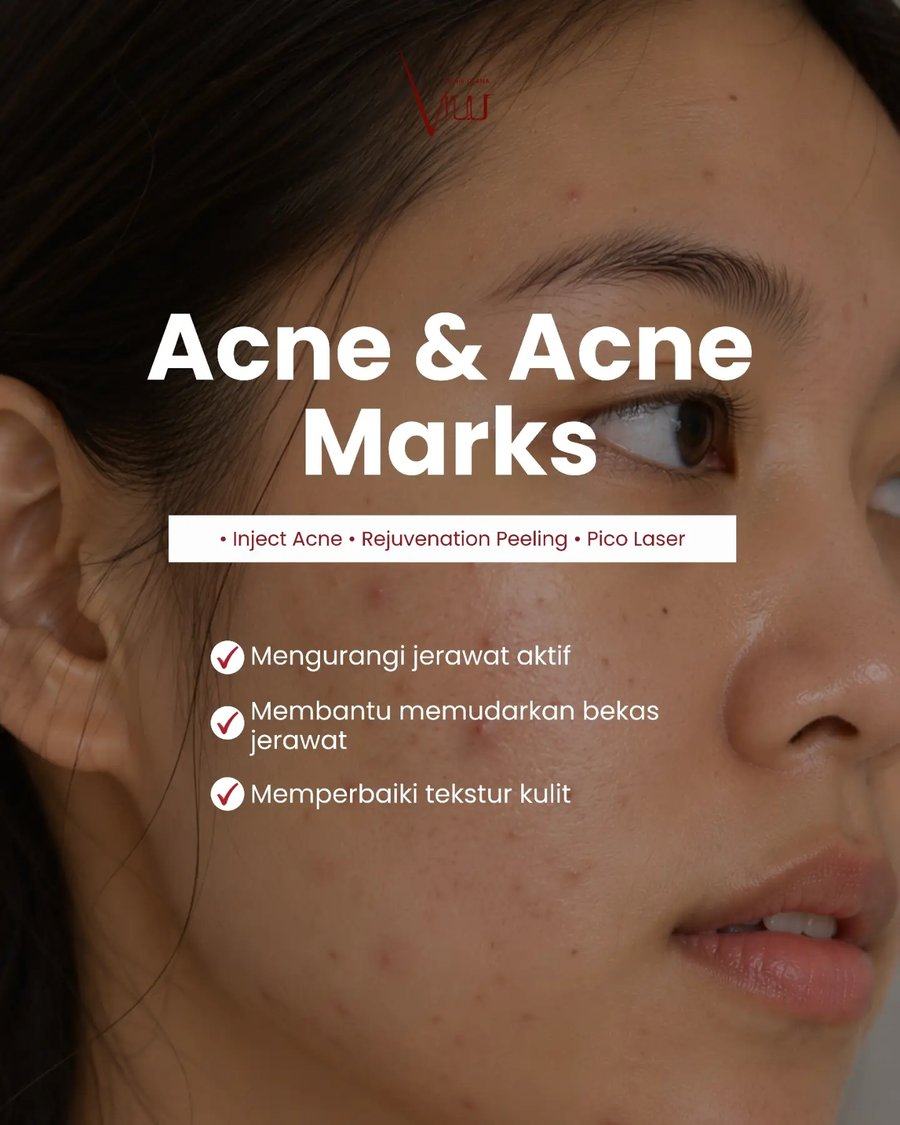 Acne & Acne
Marks
• Inject Acne • Rejuvenation Peeling • Pico Laser
Mengurangi jerawat aktif
Membantu memudarkan bekas
jerawat
Memperbaiki tekstur kulit